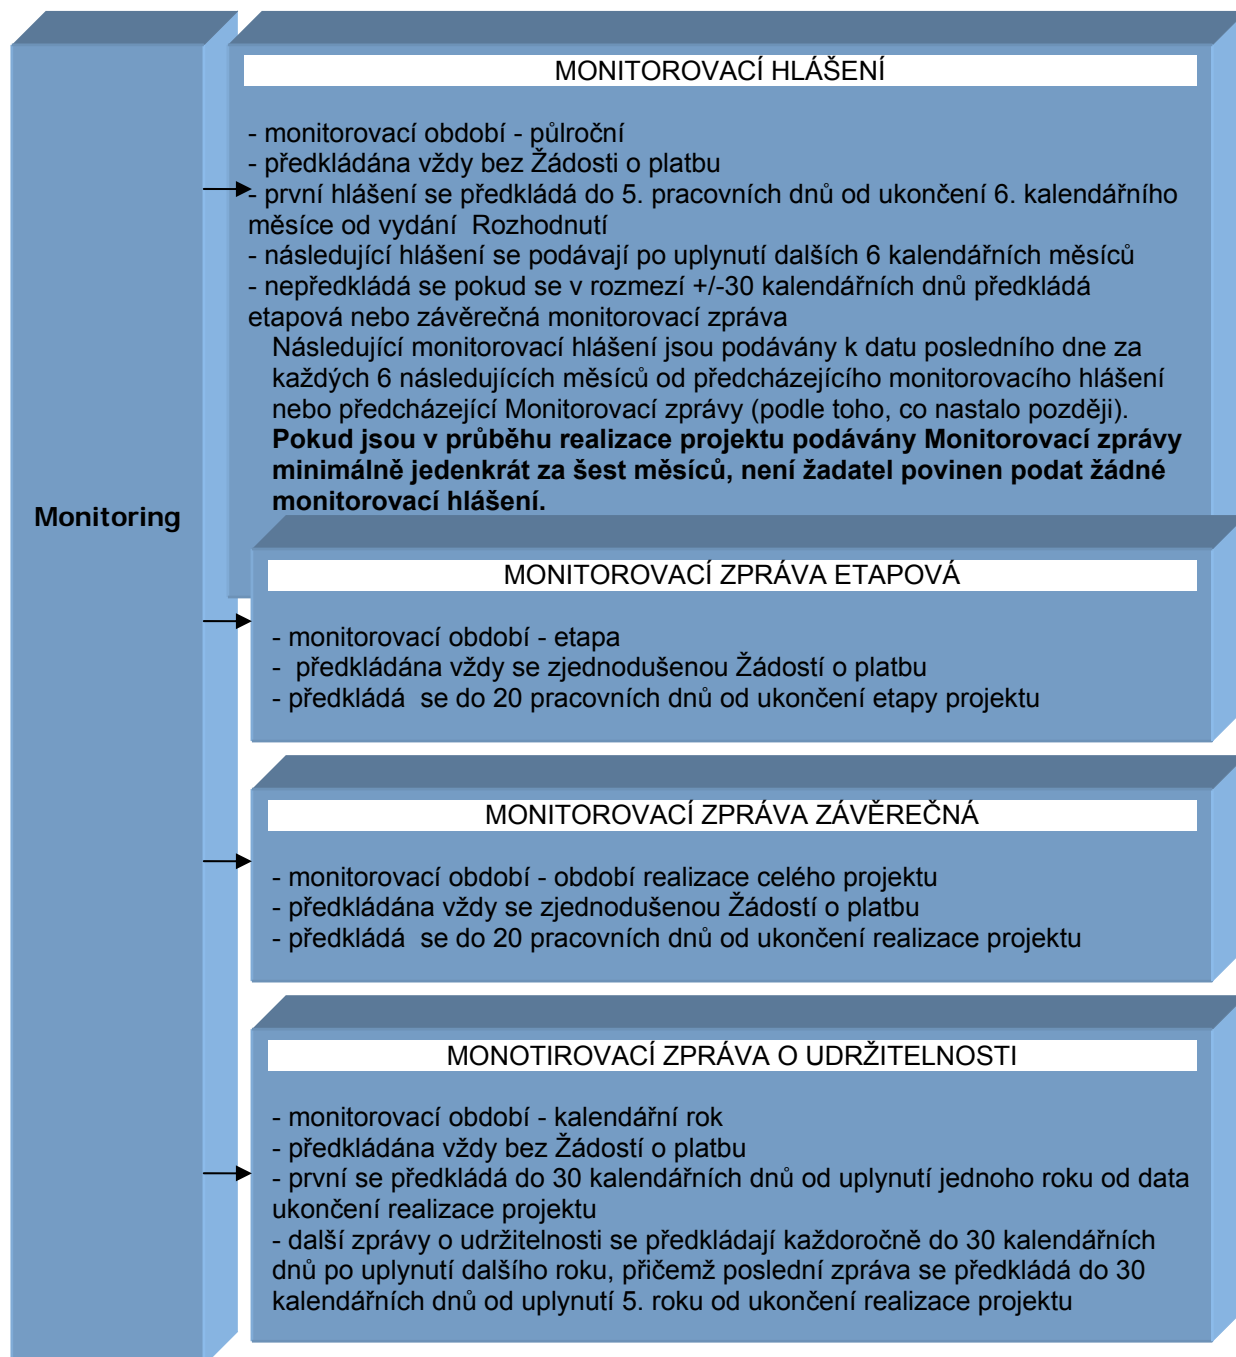 MONITOROVACÍ HLÁŠENÍ
- monitorovací období - půlroční
- předkládána vždy bez Žádosti o platbu
- první hlášení se předkládá do 5. pracovních dnů od ukončení 6. kalendářního
měsíce od vydání  Rozhodnutí
- následující hlášení se podávají po uplynutí dalších 6 kalendářních měsíců
- nepředkládá se pokud se v rozmezí +/-30 kalendářních dnů předkládá
etapová nebo závěrečná monitorovací zpráva
Následující monitorovací hlášení jsou podávány k datu posledního dne za
každých 6 následujících měsíců od předcházejícího monitorovacího hlášení
nebo předcházející Monitorovací zprávy (podle toho, co nastalo později).
Pokud jsou v průběhu realizace projektu podávány Monitorovací zprávy
minimálně jedenkrát za šest měsíců, není žadatel povinen podat žádné
monitorovací hlášení.
Monitoring
MONITOROVACÍ ZPRÁVA ETAPOVÁ
- monitorovací období - etapa
-  předkládána vždy se zjednodušenou Žádostí o platbu
- předkládá  se do 20 pracovních dnů od ukončení etapy projektu
MONITOROVACÍ ZPRÁVA ZÁVĚREČNÁ
- monitorovací období - období realizace celého projektu
- předkládána vždy se zjednodušenou Žádostí o platbu
- předkládá  se do 20 pracovních dnů od ukončení realizace projektu
MONOTIROVACÍ ZPRÁVA O UDRŽITELNOSTI
- monitorovací období - kalendářní rok
- předkládána vždy bez Žádostí o platbu
- první se předkládá do 30 kalendářních dnů od uplynutí jednoho roku od data
ukončení realizace projektu
- další zprávy o udržitelnosti se předkládají každoročně do 30 kalendářních
dnů po uplynutí dalšího roku, přičemž poslední zpráva se předkládá do 30
kalendářních dnů od uplynutí 5. roku od ukončení realizace projektu